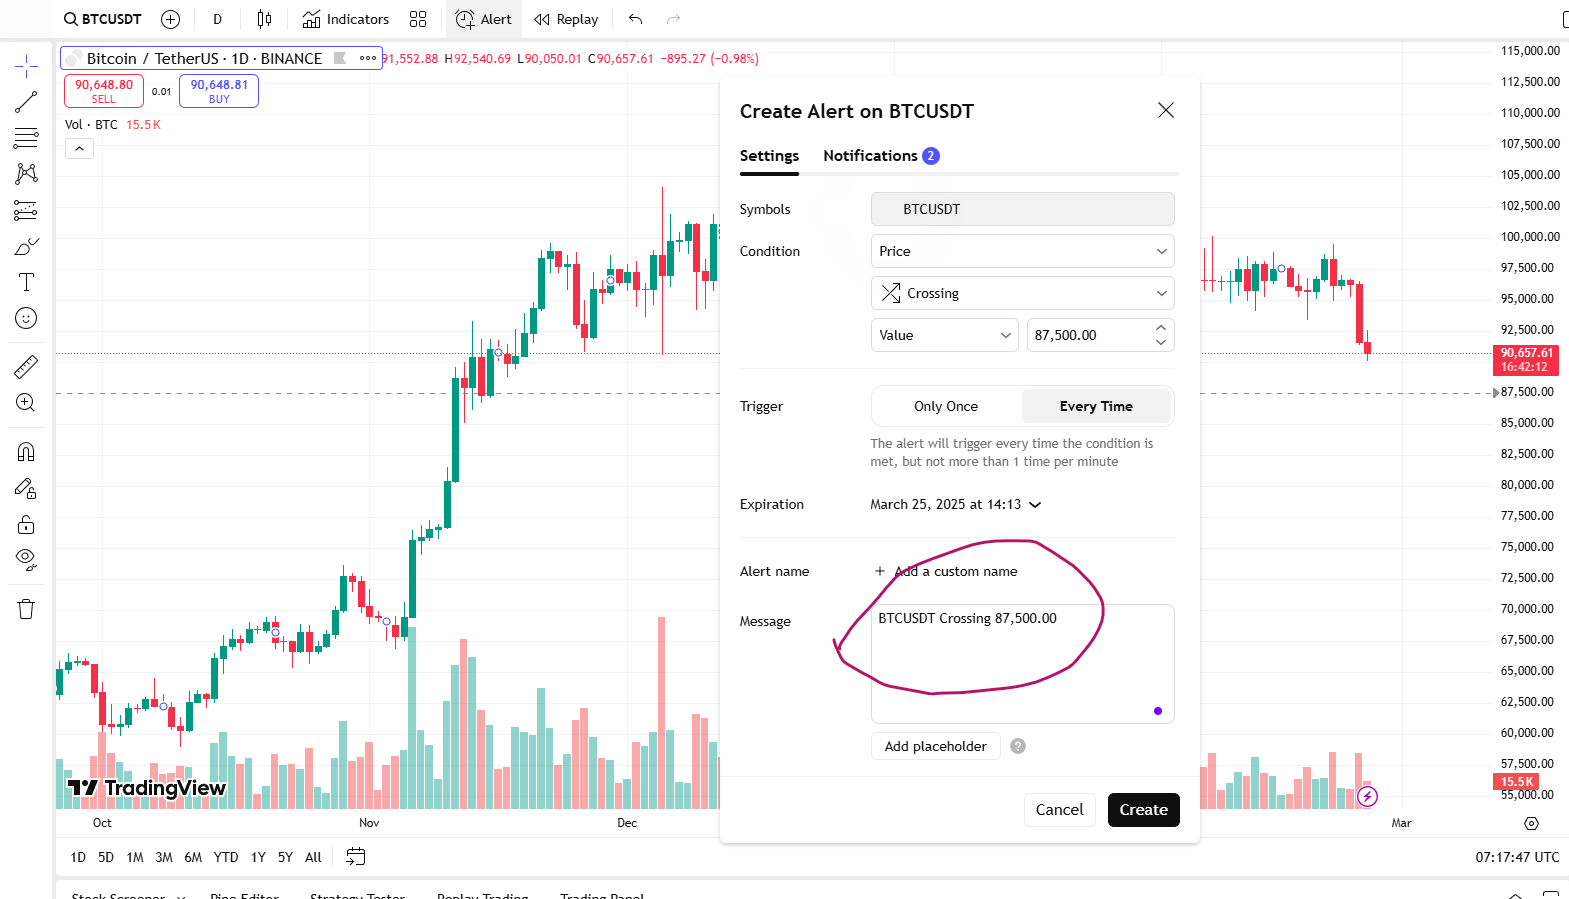 BTCUSDT D Indicators Alert Replay
Bitcoin / TetherUS · 1D · BINANCE 91,552.88 H92,540.69 L90,050.01 C90,657.61 −895.27 (−0.98%)
90,648.80 SELL
0.01
90,648.81 BUY
Vol · BTC 15.5K
Create Alert on BTCUSDT
Settings Notifications 2
Symbols BTCUSDT
Condition Price
Crossing
Value 87,500.00
Trigger Only Once Every Time
The alert will trigger every time the condition is
met, but not more than 1 time per minute
Expiration March 25, 2025 at 14:13
Alert name + Add a custom name
Message BTCUSDT Crossing 87,500.00
Add placeholder ?
Cancel Create
115,000.00
112,500.00
110,000.00
107,500.00
105,000.00
102,500.00
100,000.00
97,500.00
95,000.00
92,500.00
90,657.61
16:42:12
87,500.00
85,000.00
82,500.00
80,000.00
77,500.00
75,000.00
72,500.00
70,000.00
67,500.00
65,000.00
62,500.00
60,000.00
57,500.00
15.5K
55,000.00
TradingView
Oct Nov Dec Mar
1D 5D 1M 3M 6M YTD 1Y 5Y All 07:17:47 UTC
Stock Screener Pine Editor Strategy Tester Replay Trading Trading Panel